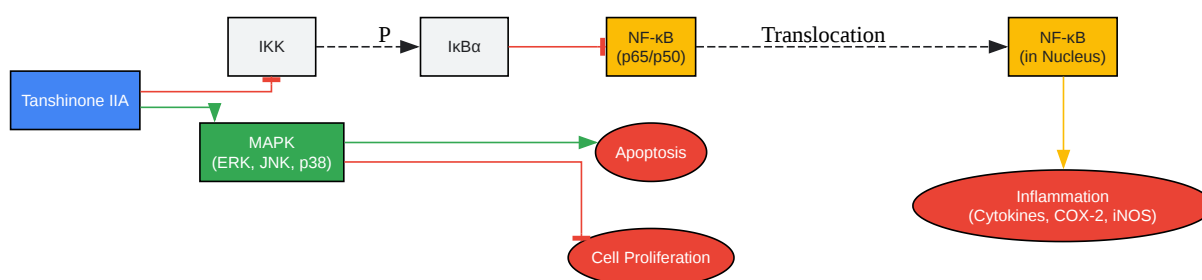 IKK
P
IκBα
NF-κB
(p65/p50)
Translocation
NF-κB
(in Nucleus)
Tanshinone IIA
MAPK
(ERK, JNK, p38)
Apoptosis
Inflammation
(Cytokines, COX-2, iNOS)
Cell Proliferation